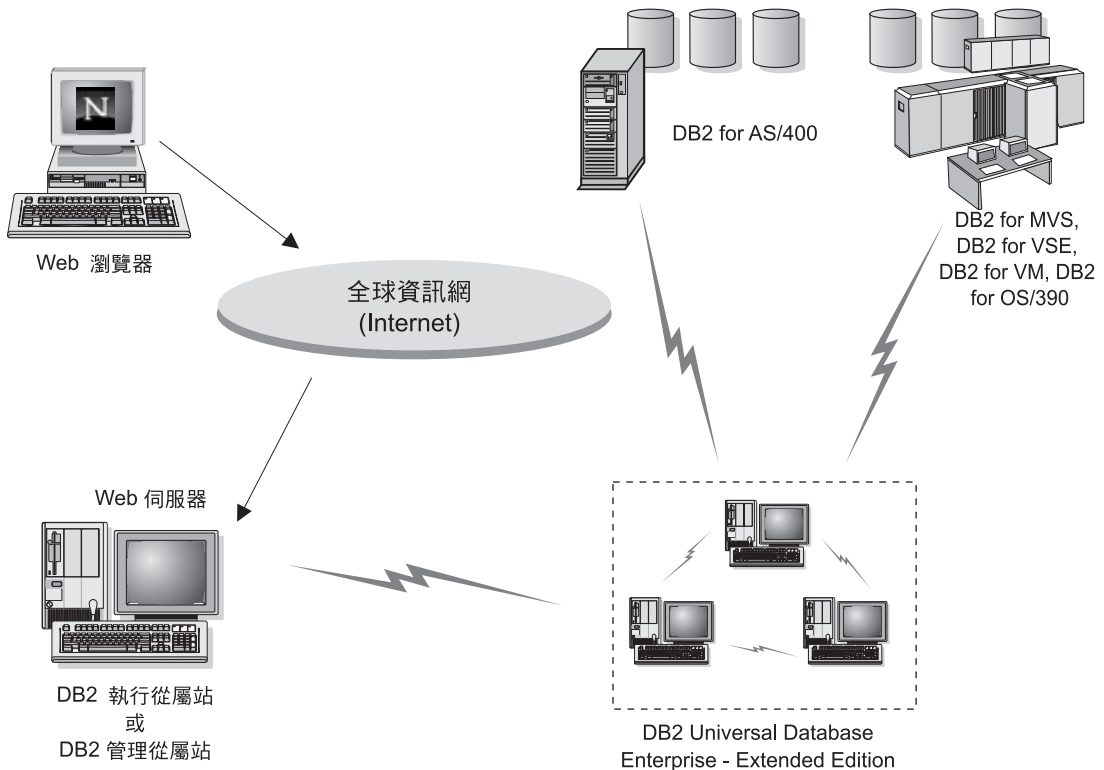 N
DB2 for AS/400
DB2 for MVS,
DB2 for VSE,
DB2 for VM, DB2
for OS/390
Web 瀏覽器
全球資訊網
(Internet)
Web 伺服器
DB2 執行從屬站
或
DB2 管理從屬站
DB2 Universal Database
Enterprise - Extended Edition